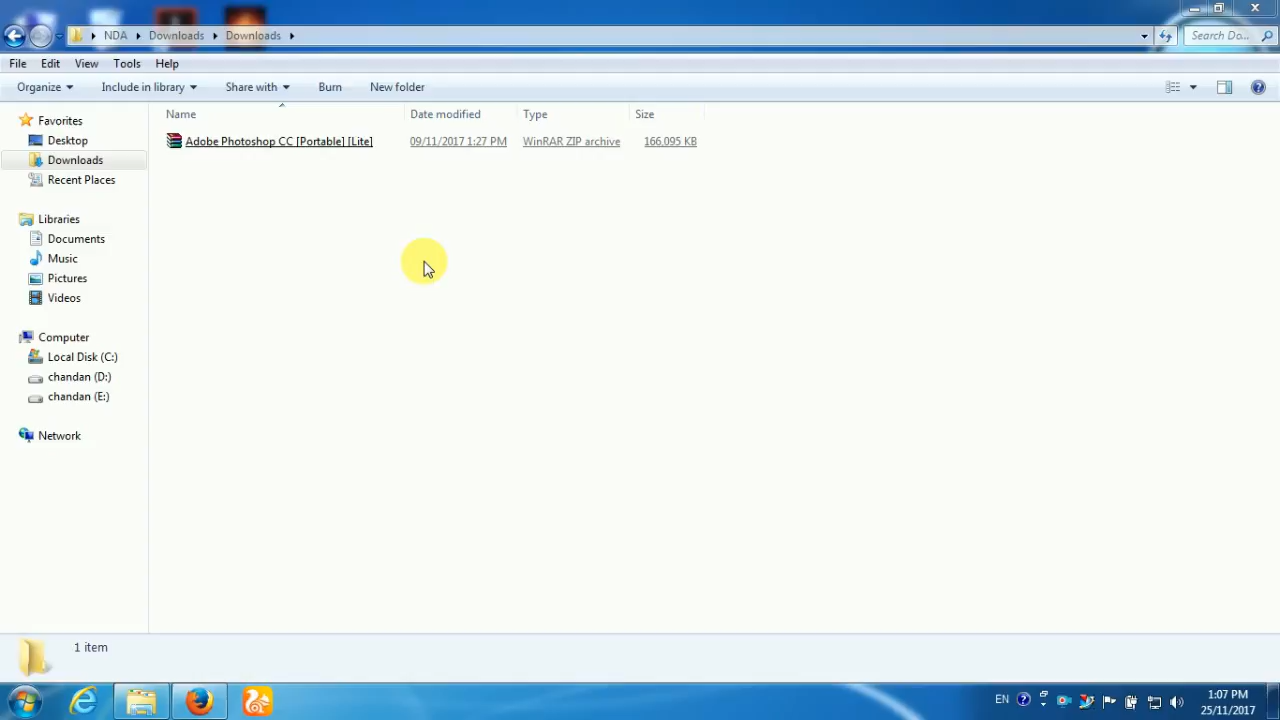 NDA Downloads Downloads Search Do...
File Edit View Tools Help
Organize Include in library Share with Burn New folder
Name Date modified Type Size
Adobe Photoshop CC [Portable] [Lite] 09/11/2017 1:27 PM WinRAR ZIP archive 166,095 KB
Favorites
Desktop
Downloads
Recent Places
Libraries
Documents
Music
Pictures
Videos
Computer
Local Disk (C:)
chandan (D:)
chandan (E:)
Network
1 item
EN 1:07 PM
25/11/2017